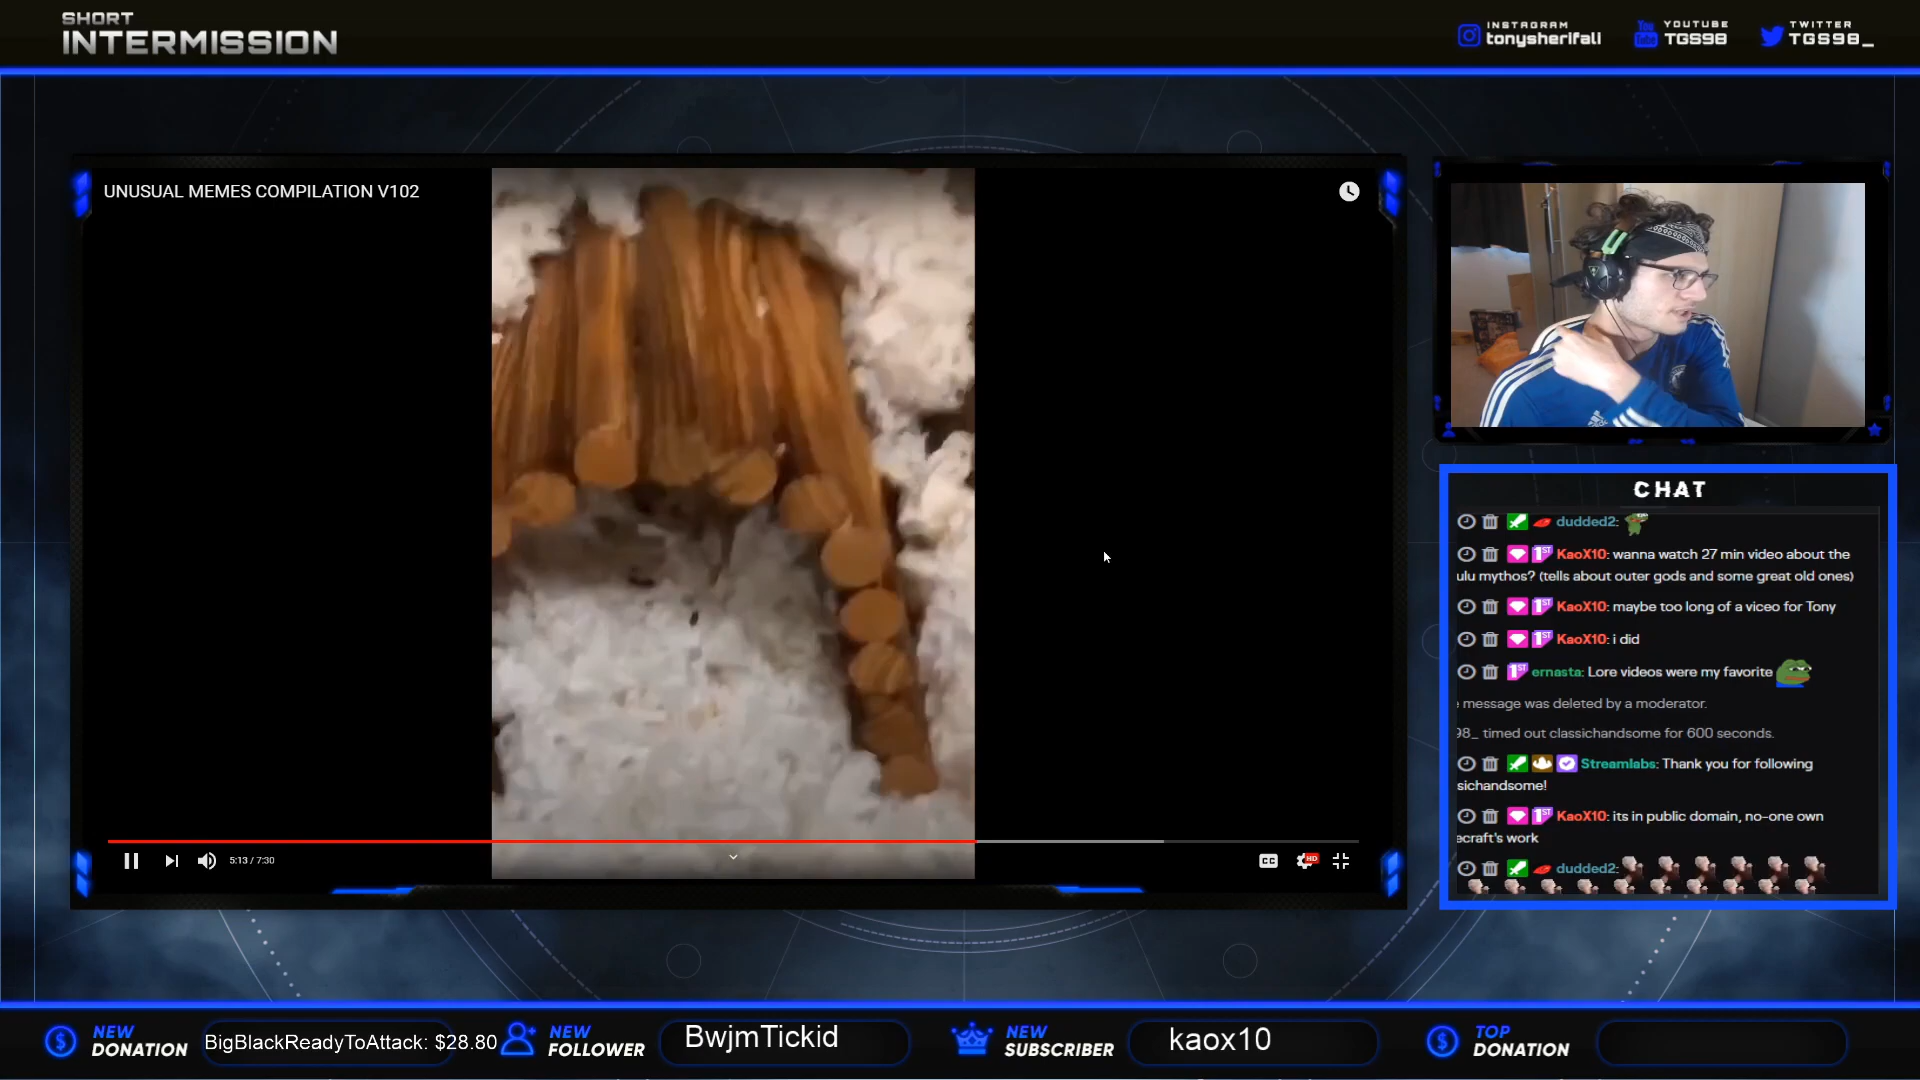 SHORT
INTERMISSION
INSTAGRAM
tonysherifali
YOUTUBE
TGS98
TWITTER
TGS98_
UNUSUAL MEMES COMPILATION V102
5:13 / 7:30
CC
HD
CHAT
dudded2:
KaoX10: wanna watch 27 min video about the
ulu mythos? (tells about outer gods and some great old ones)
KaoX10: maybe too long of a viceo for Tony
KaoX10: i did
ernasta: Lore videos were my favorite
message was deleted by a moderator.
98_ timed out classichandsome for 600 seconds.
Streamlabs: Thank you for following
sichandsome!
KaoX10: its in public domain, no-one own
ecraft's work
dudded2:
NEW
DONATION
BigBlackReadyToAttack: $28.80
NEW
FOLLOWER
BwjmTickid
NEW
SUBSCRIBER
kaox10
TOP
DONATION